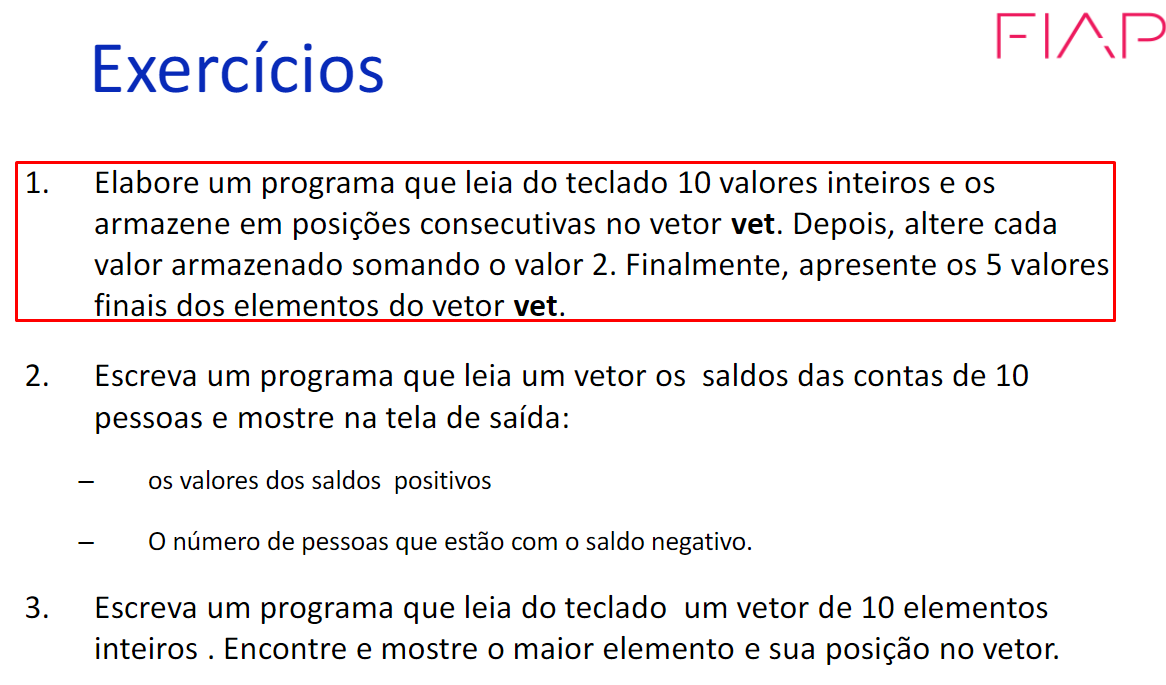 FIAP
Exercícios
1. Elabore um programa que leia do teclado 10 valores inteiros e os
armazene em posições consecutivas no vetor vet. Depois, altere cada
valor armazenado somando o valor 2. Finalmente, apresente os 5 valores
finais dos elementos do vetor vet.
2. Escreva um programa que leia um vetor os  saldos das contas de 10
pessoas e mostre na tela de saída:
– os valores dos saldos  positivos
– O número de pessoas que estão com o saldo negativo.
3. Escreva um programa que leia do teclado  um vetor de 10 elementos
inteiros . Encontre e mostre o maior elemento e sua posição no vetor.